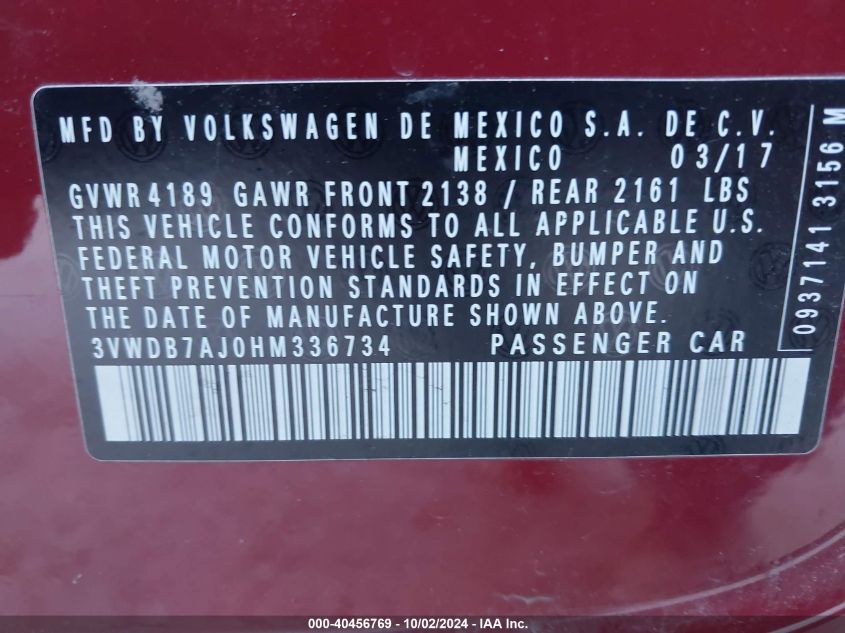 MFD BY VOLKSWAGEN DE MEXICO S.A. DE C.V.
MEXICO 03/17
GVWR 4189 GAWR FRONT 2138 / REAR 2161 LBS
THIS VEHICLE CONFORMS TO ALL APPLICABLE U.S.
FEDERAL MOTOR VEHICLE SAFETY, BUMPER AND
THEFT PREVENTION STANDARDS IN EFFECT ON
THE DATE OF MANUFACTURE SHOWN ABOVE.
3VWDB7AJ0HM336734 PASSENGER CAR
0937141 3156 M
000-40456769 - 10/02/2024 - IAA Inc.